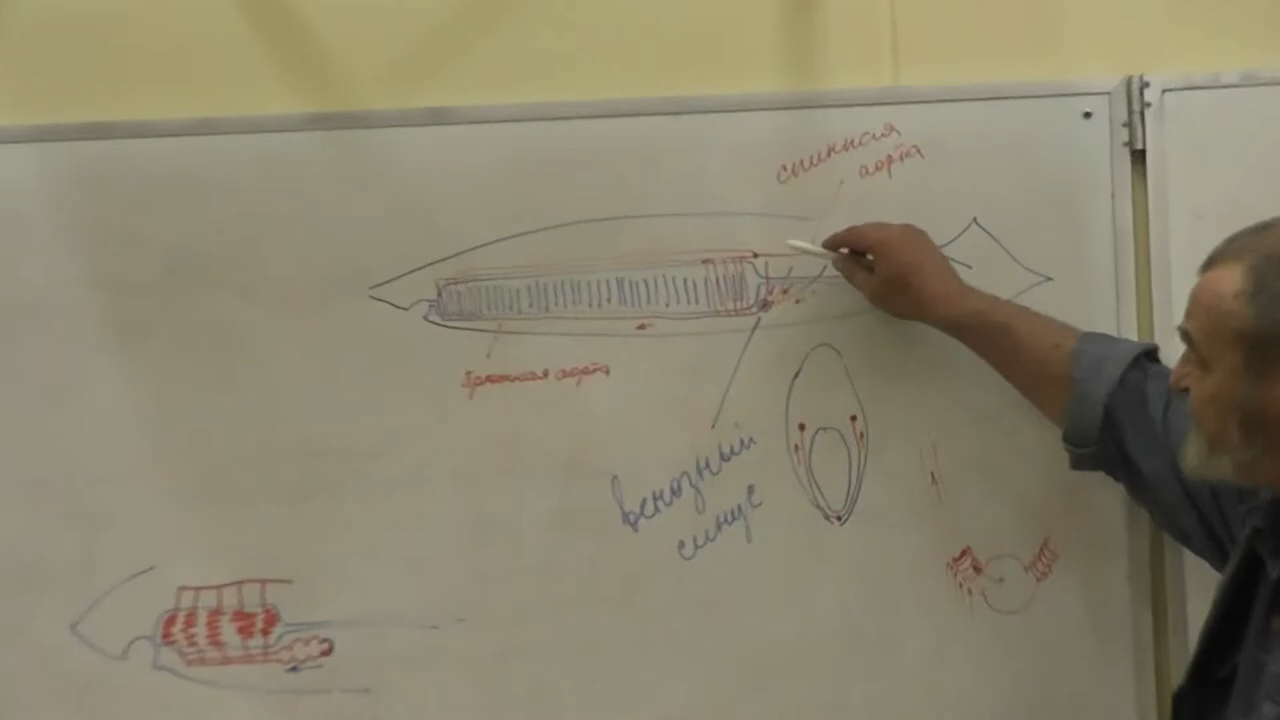 спинная
аорта
брюшная аорта
венозный
синус